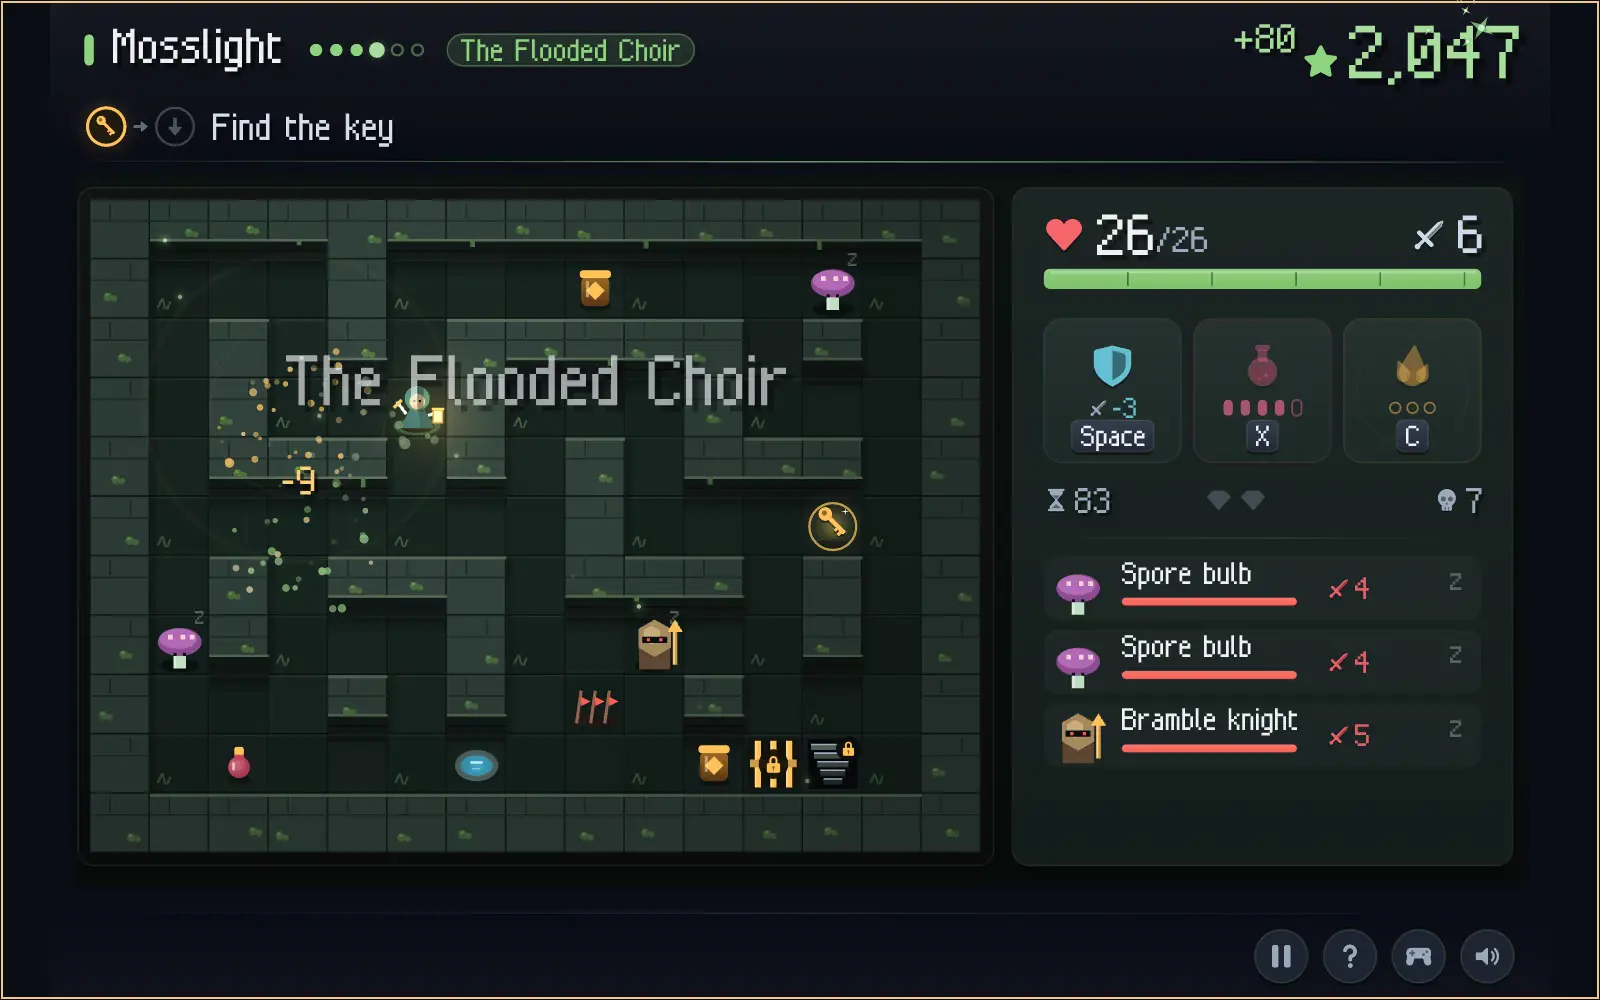 Mosslight
The Flooded Choir
+80
2,047
Find the key
The Flooded Choir
-9
z
z
z
26/26
6
-3
Space
X
C
83
7
Spore bulb
4
z
Spore bulb
4
z
Bramble knight
5
z
?